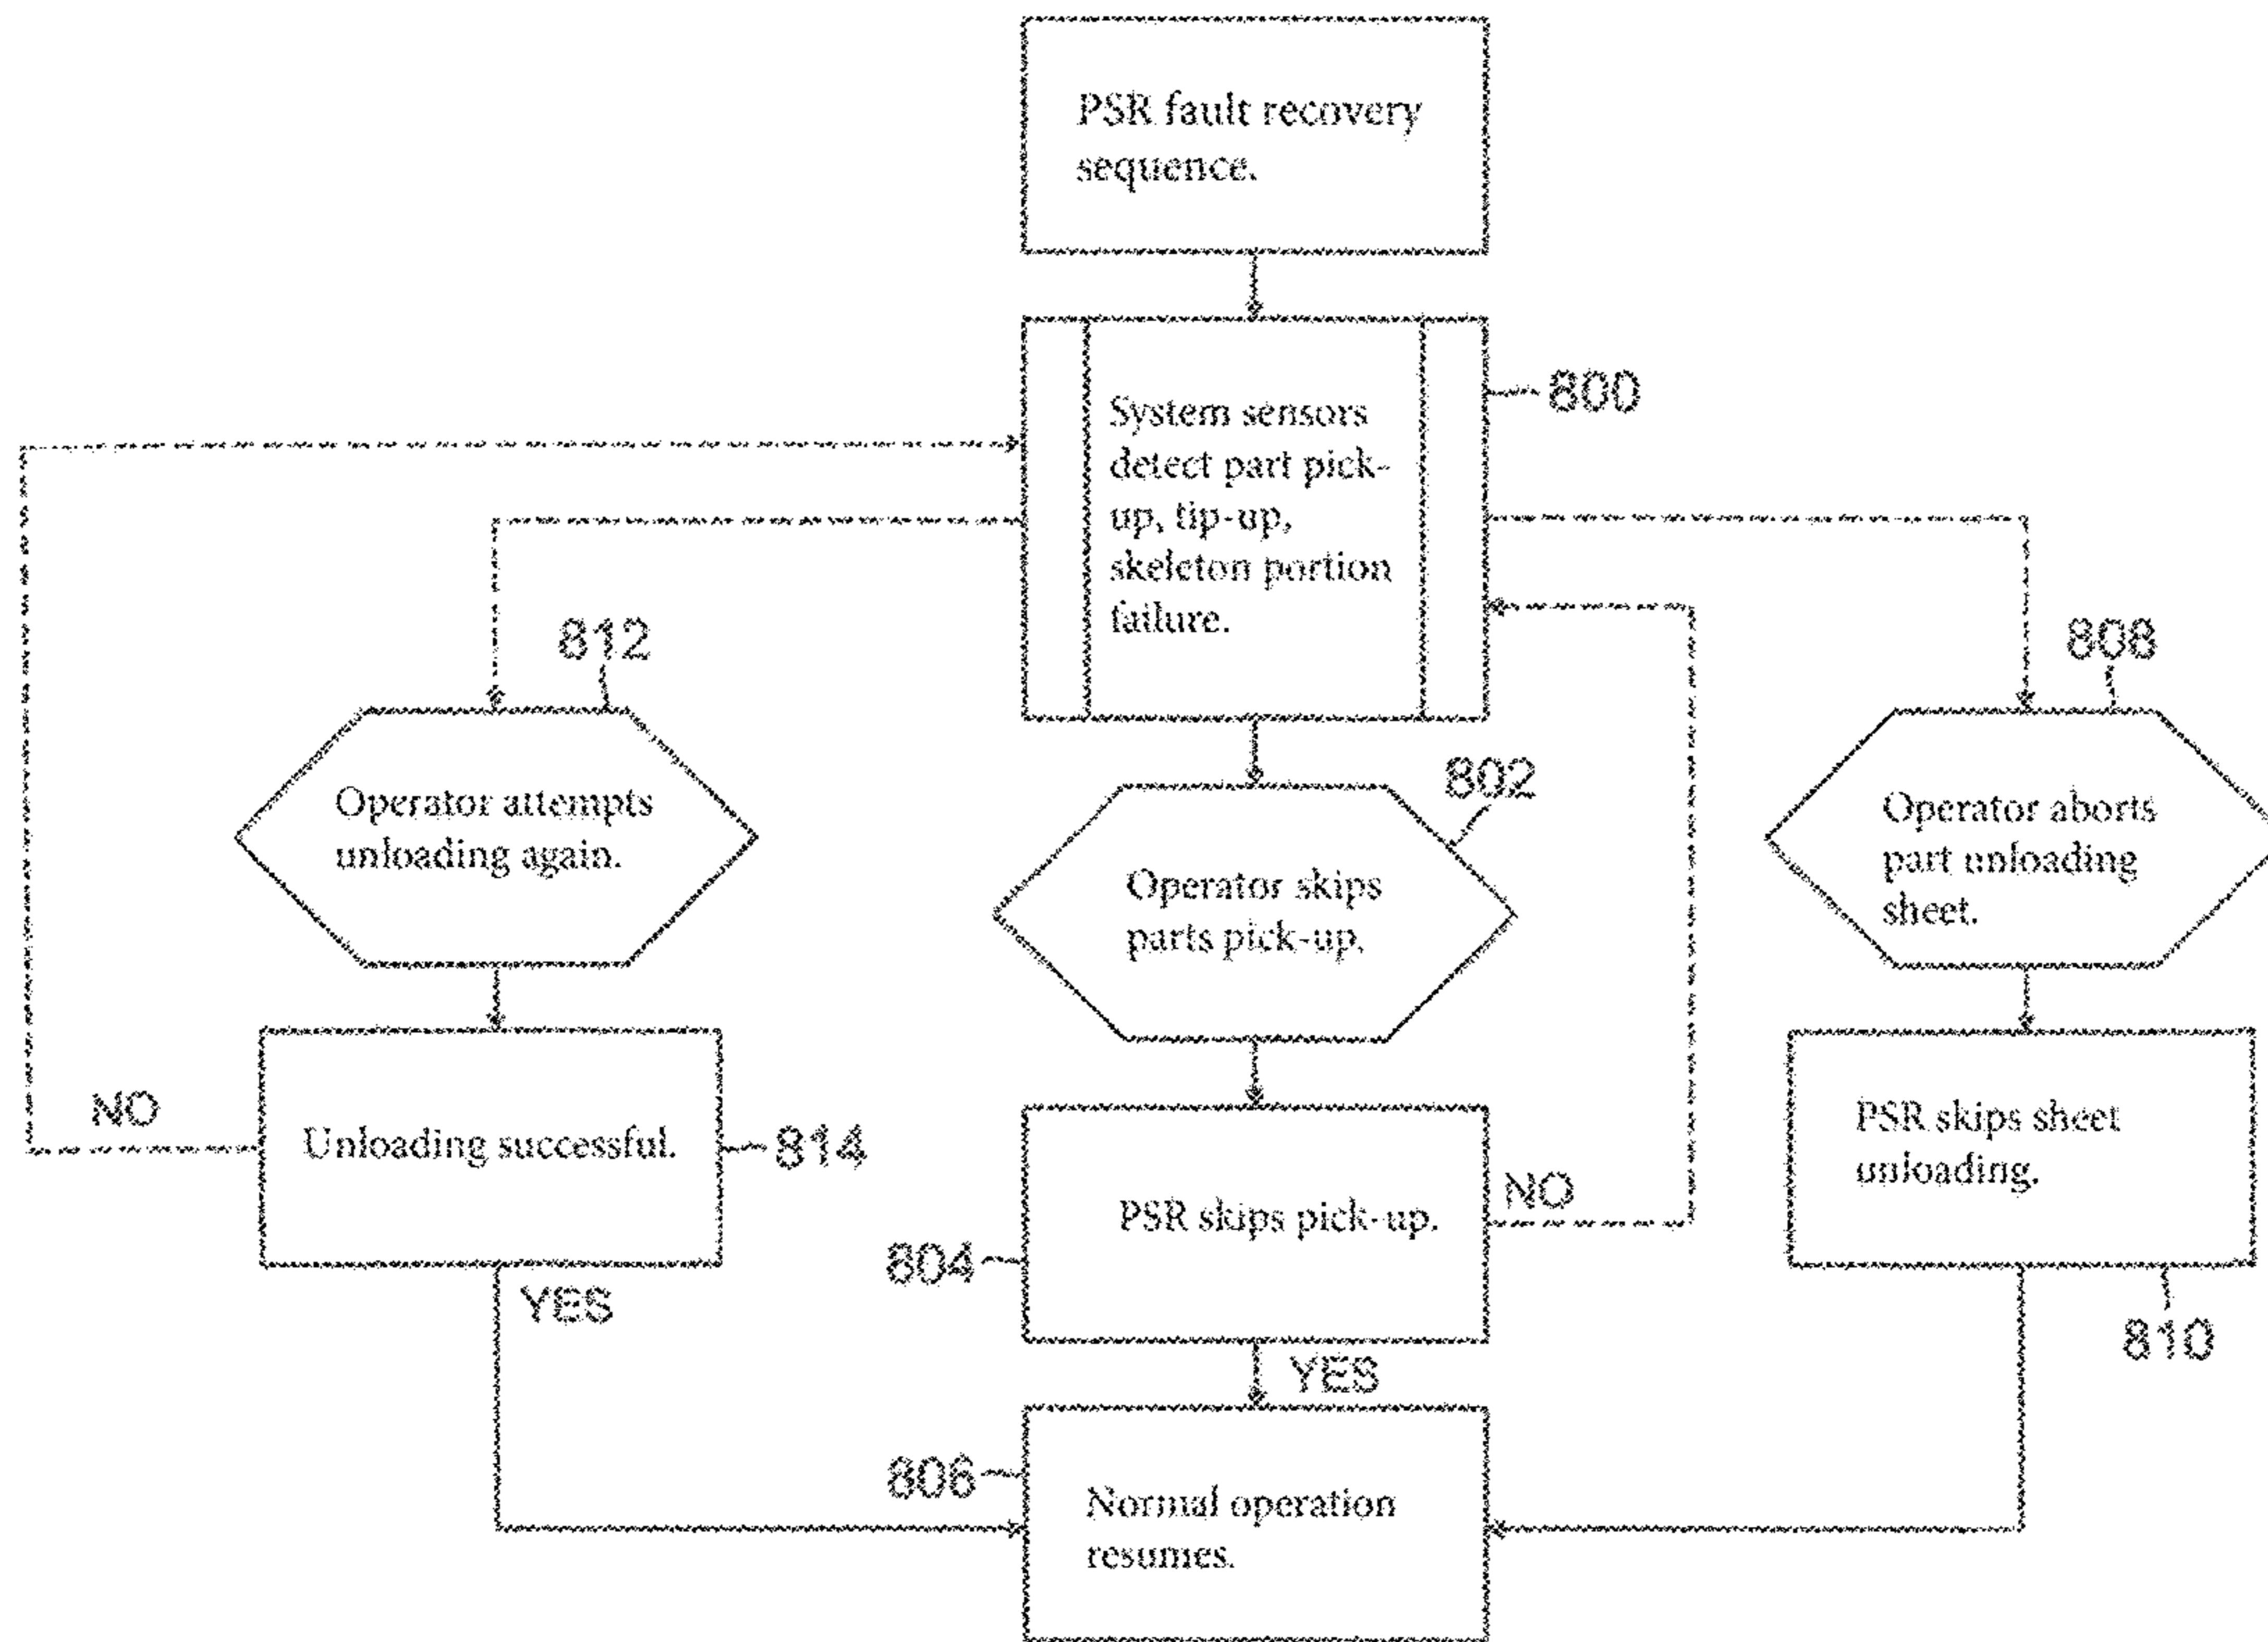 PSR fault recovery
sequence.
System sensors
detect part pick-
up, tip-up,
skeleton portion
failure.
800
812
808
Operator attempts
unloading again.
802
Operator skips
parts pick-up.
Operator aborts
part unloading
sheet.
NO
Unloading successful.
814
YES
804
PSR skips pick-up.
NO
YES
PSR skips sheet
unloading.
810
806
Normal operation
resumes.